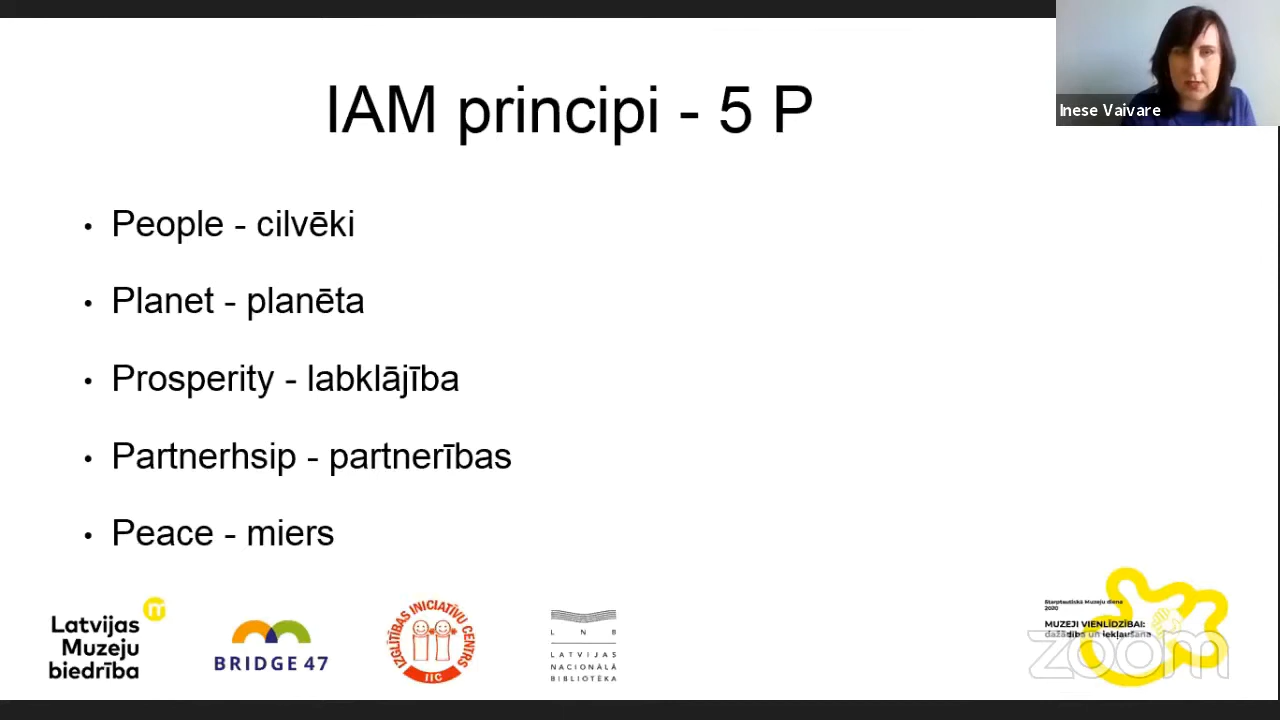 IAM principi - 5 P
Inese Vaivare
• People - cilvēki
• Planet - planēta
• Prosperity - labklājība
• Partnerhsip - partnerības
• Peace - miers
m
Latvijas
Muzeju
biedrība
BRIDGE 47
IZGLĪTĪBAS INICIATĪVU CENTRS
IIC
L N B
LATVIJAS
NACIONĀLĀ
BIBLIOTĒKA
Starptautiskā Muzeju diena
2020
MUZEJI VIENLĪDZĪBAI:
dažādība un iekļaušana
zoom